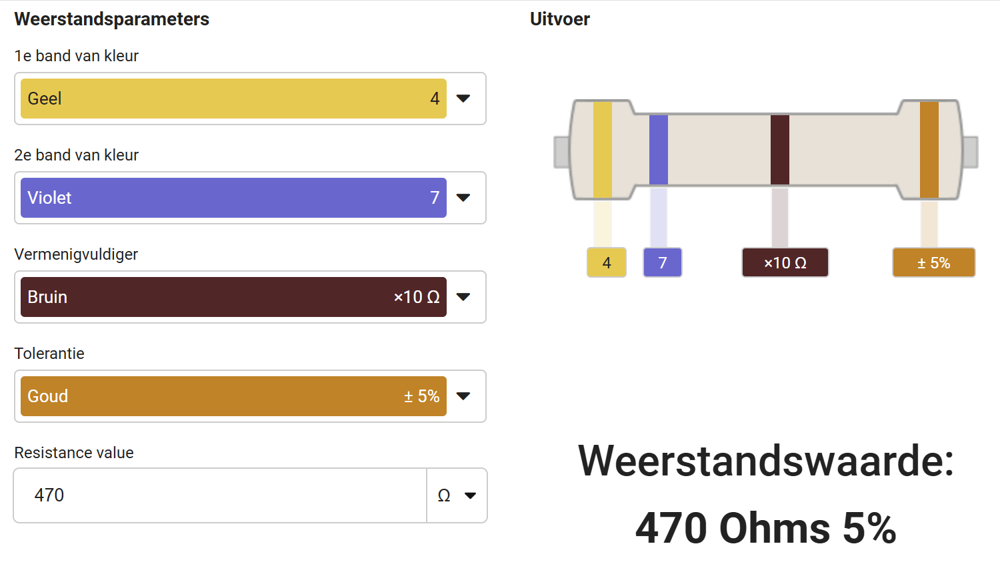 Weerstandsparameters
1e band van kleur
Geel 4
2e band van kleur
Violet 7
Vermenigvuldiger
Bruin ×10 Ω
Tolerantie
Goud ± 5%
Resistance value
470 Ω
Uitvoer
4 7 ×10 Ω ± 5%
Weerstandswaarde:
470 Ohms 5%